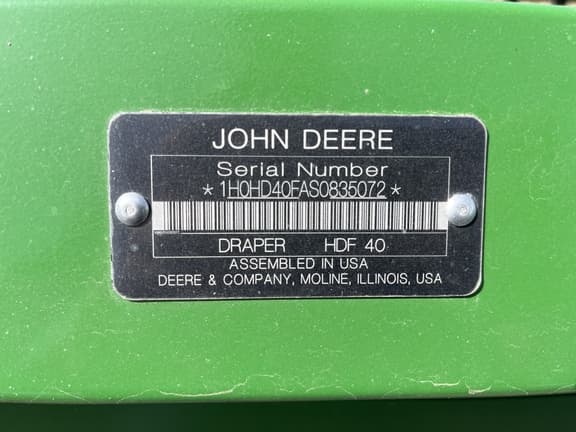 JOHN DEERE
Serial Number
*1H0HD40FAS0835072*
DRAPER HDF 40
ASSEMBLED IN USA
DEERE & COMPANY, MOLINE, ILLINOIS, USA